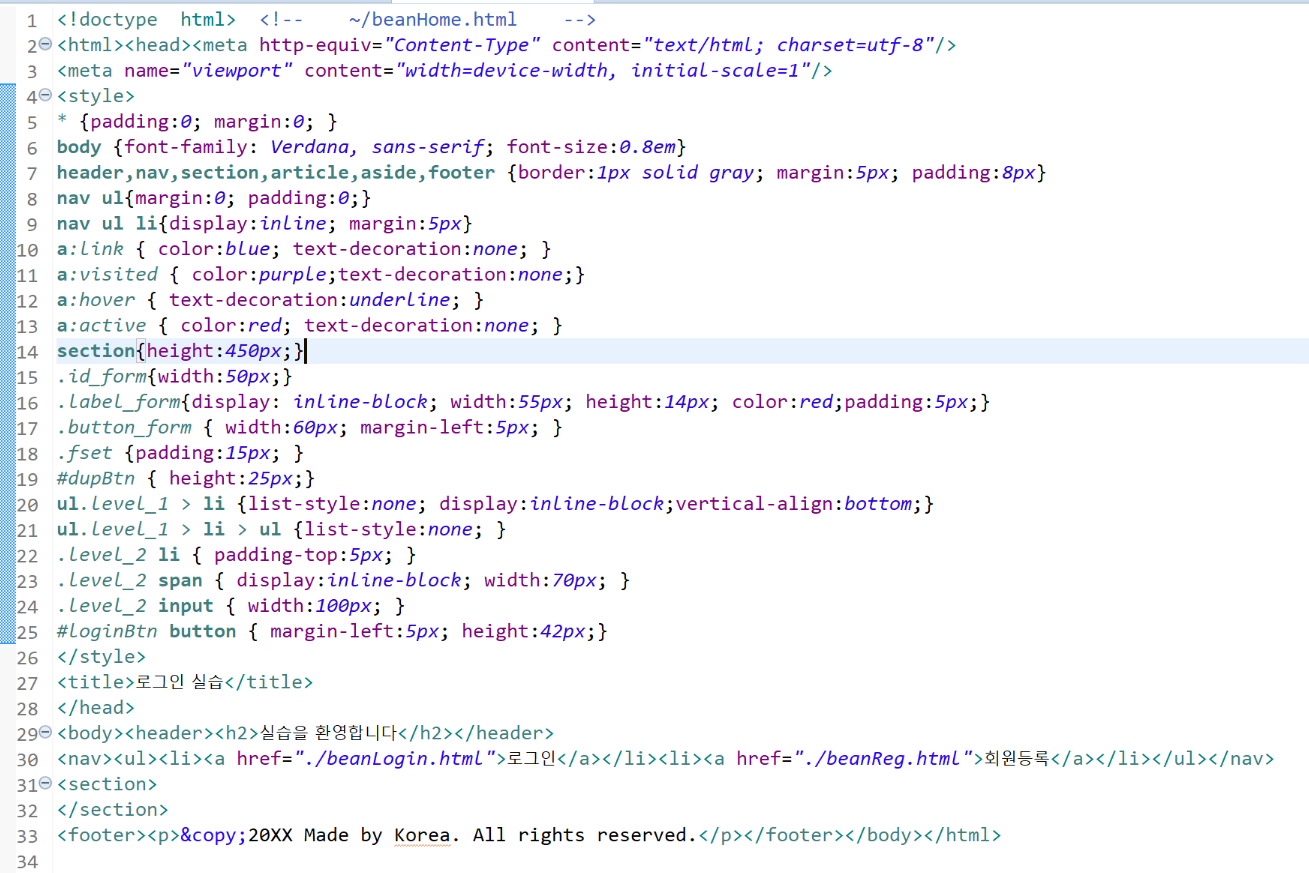 1 <!doctype  html>  <!--    ~/beanHome.html    -->
2 <html><head><meta http-equiv="Content-Type" content="text/html; charset=utf-8"/>
3 <meta name="viewport" content="width=device-width, initial-scale=1"/>
4 <style>
5 * {padding:0; margin:0; }
6 body {font-family: Verdana, sans-serif; font-size:0.8em}
7 header,nav,section,article,aside,footer {border:1px solid gray; margin:5px; padding:8px}
8 nav ul{margin:0; padding:0;}
9 nav ul li{display:inline; margin:5px}
10 a:link { color:blue; text-decoration:none; }
11 a:visited { color:purple;text-decoration:none;}
12 a:hover { text-decoration:underline; }
13 a:active { color:red; text-decoration:none; }
14 section{height:450px;}
15 .id_form{width:50px;}
16 .label_form{display: inline-block; width:55px; height:14px; color:red;padding:5px;}
17 .button_form { width:60px; margin-left:5px; }
18 .fset {padding:15px; }
19 #dupBtn { height:25px;}
20 ul.level_1 > li {list-style:none; display:inline-block;vertical-align:bottom;}
21 ul.level_1 > li > ul {list-style:none; }
22 .level_2 li { padding-top:5px; }
23 .level_2 span { display:inline-block; width:70px; }
24 .level_2 input { width:100px; }
25 #loginBtn button { margin-left:5px; height:42px;}
26 </style>
27 <title>로그인 실습</title>
28 </head>
29 <body><header><h2>실습을 환영합니다</h2></header>
30 <nav><ul><li><a href="./beanLogin.html">로그인</a></li><li><a href="./beanReg.html">회원등록</a></li></ul></nav>
31 <section>
32 </section>
33 <footer><p>&copy;20XX Made by Korea. All rights reserved.</p></footer></body></html>
34